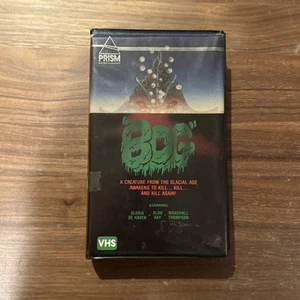 PRISM
"BOG"
A CREATURE FROM THE GLACIAL AGE
AWAKENS TO KILL... KILL...
AND KILL AGAIN!
STARRING
GLORIA ALDO MARSHALL
DE HAVEN RAY THOMPSON
VHS